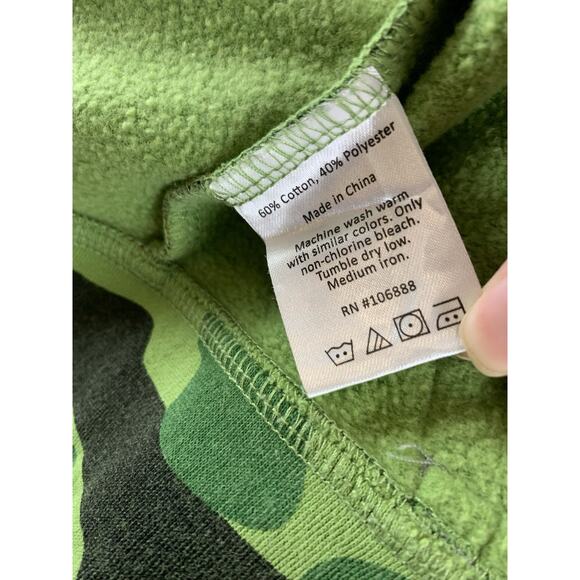 60% Cotton, 40% Polyester
Made in China
Machine wash warm
with similar colors. Only
non-chlorine bleach.
Tumble dry low.
Medium iron.
RN #106888